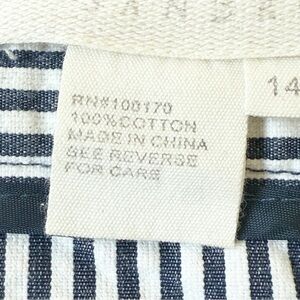 RN#100170
100%COTTON
MADE IN CHINA
SEE REVERSE
FOR CARE
14